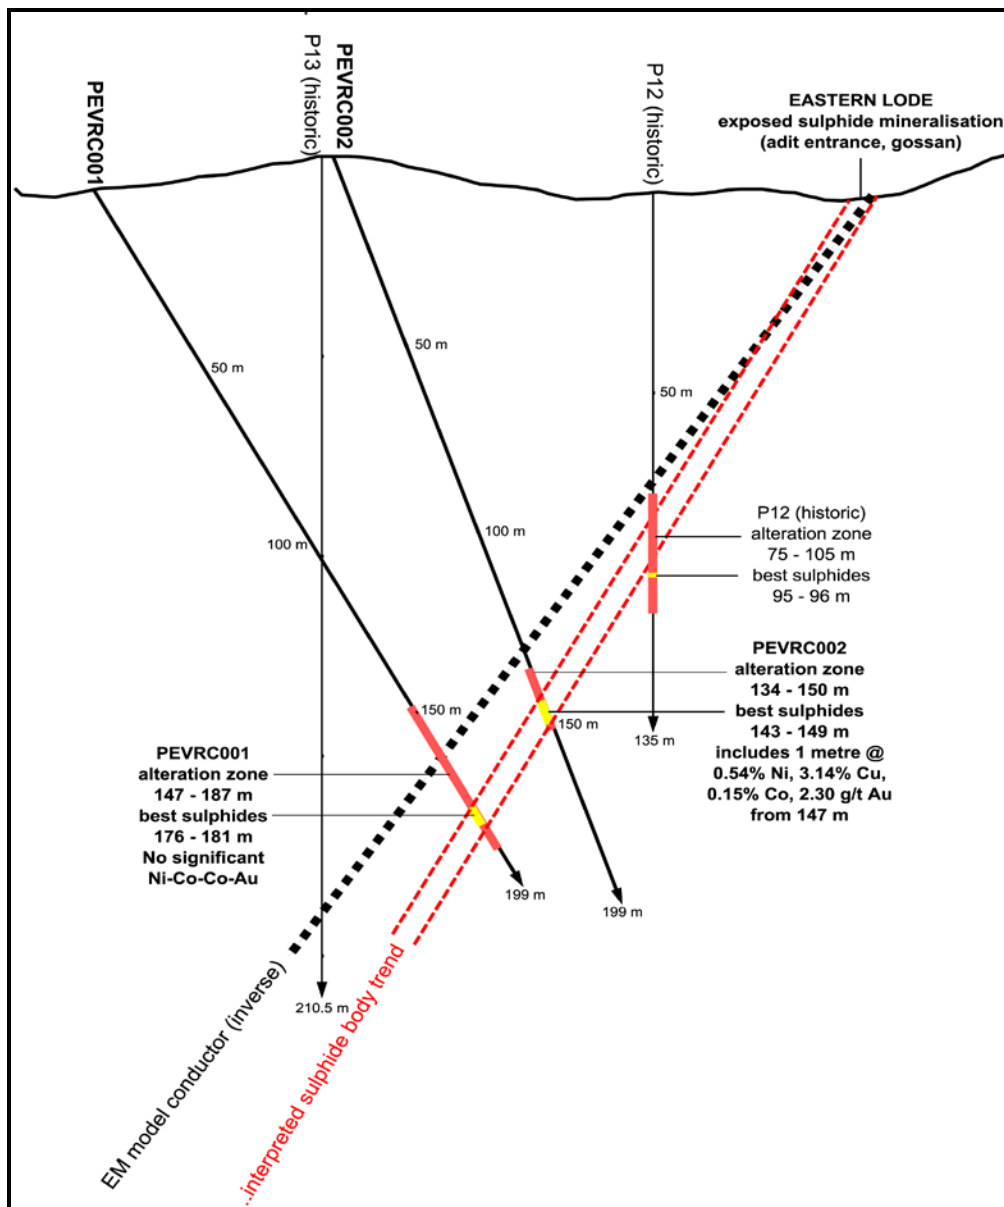 PEVRC001
P13 (historic)
PEVRC002
P12 (historic)
EASTERN LODE
exposed sulphide mineralisation
(adit entrance, gossan)
50 m
50 m
50 m
100 m
100 m
P12 (historic)
alteration zone
75 - 105 m
best sulphides
95 - 96 m
PEVRC002
alteration zone
134 - 150 m
best sulphides
143 - 149 m
includes 1 metre @
0.54% Ni, 3.14% Cu,
0.15% Co, 2.30 g/t Au
from 147 m
150 m
150 m
135 m
PEVRC001
alteration zone
147 - 187 m
best sulphides
176 - 181 m
No significant
Ni-Co-Co-Au
199 m
199 m
210.5 m
EM model conductor (inverse)
..interpreted sulphide body trend